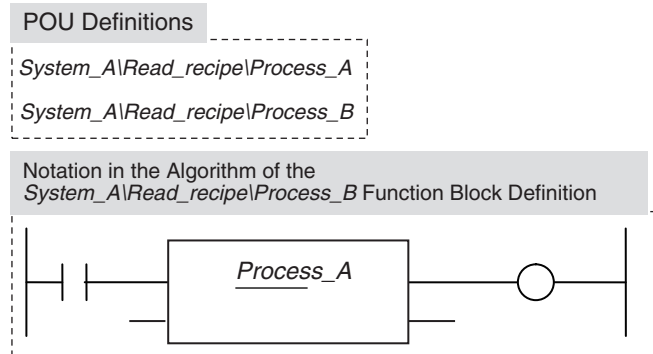 POU Definitions
System_A\Read_recipe\Process_A
System_A\Read_recipe\Process_B
Notation in the Algorithm of the
System_A\Read_recipe\Process_B Function Block Definition
Process_A